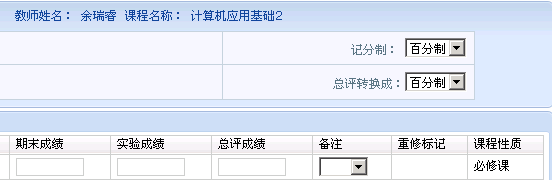 教师姓名： 余瑞睿 课程名称： 计算机应用基础2
记分制： 百分制
总评转换成： 百分制
期末成绩 实验成绩 总评成绩 备注 重修标记 课程性质
必修课